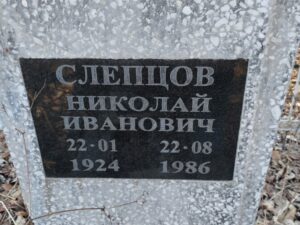 СЛЕПЦОВ
НИКОЛАЙ
ИВАНОВИЧ
22-01 22-08
1924 1986